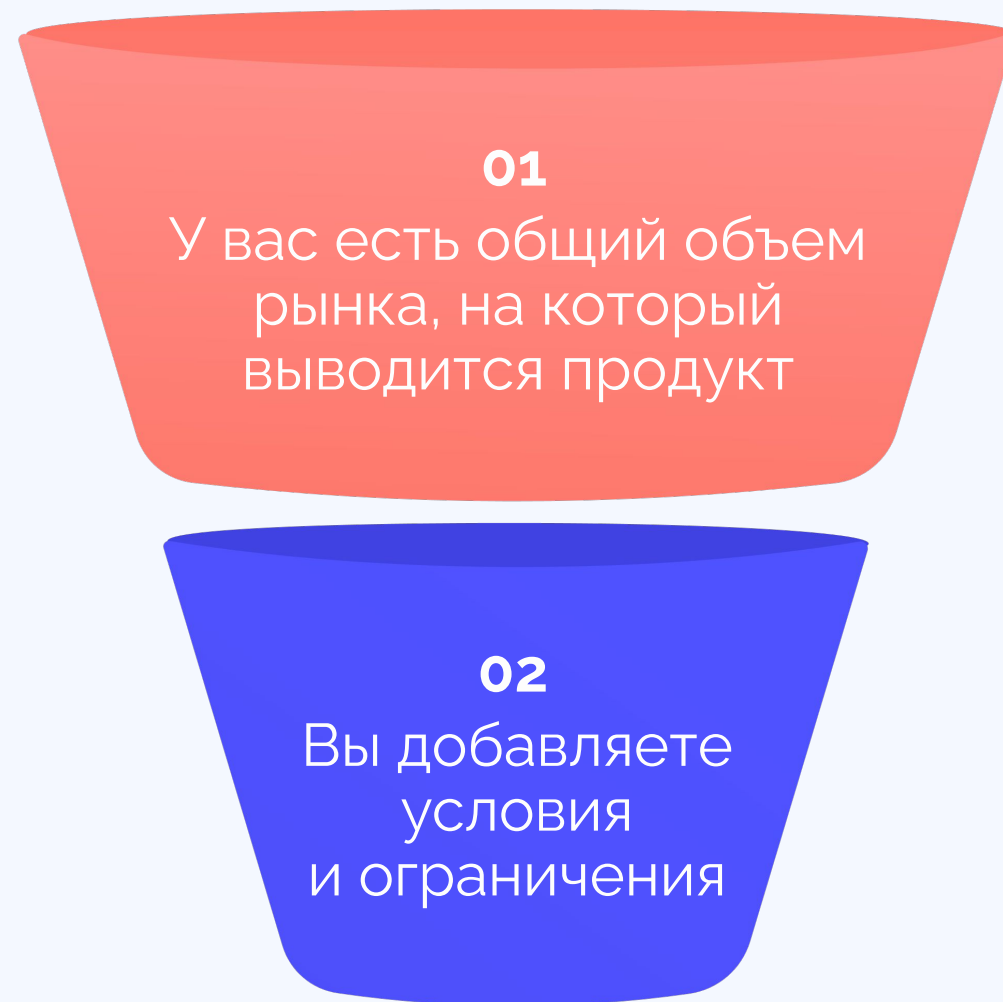 01
У вас есть общий объем
рынка, на который
выводится продукт
02
Вы добавляете
условия
и ограничения